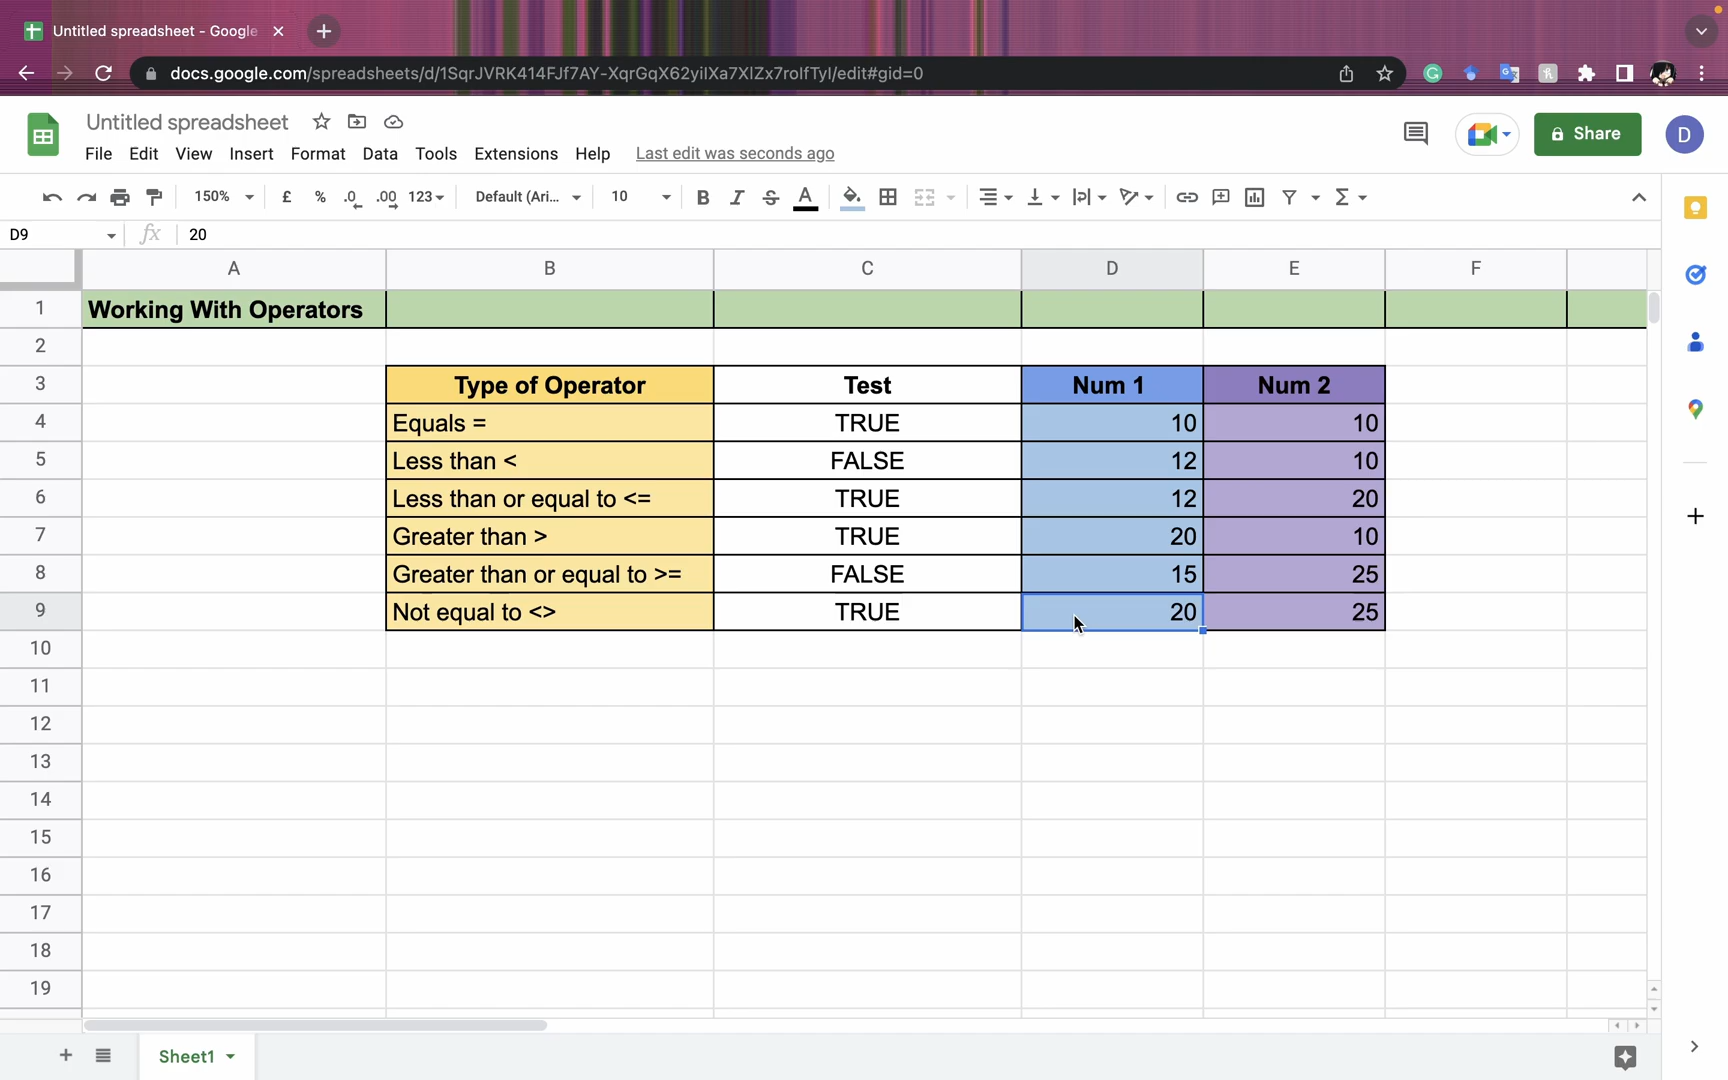 Untitled spreadsheet - Google
docs.google.com/spreadsheets/d/1SqrJVRK414FJf7AY-XqrGqX62yiIXa7XIZx7rolfTyI/edit#gid=0
Untitled spreadsheet
File Edit View Insert Format Data Tools Extensions Help Last edit was seconds ago
Share
D
150% £ % .0 .00 123 Default (Ari... 10 B I S A Σ
D9 fx 20
A B C D E F
1 Working With Operators
2
3 Type of Operator Test Num 1 Num 2
4 Equals = TRUE 10 10
5 Less than < FALSE 12 10
6 Less than or equal to <= TRUE 12 20
7 Greater than > TRUE 20 10
8 Greater than or equal to >= FALSE 15 25
9 Not equal to <> TRUE 20 25
10
11
12
13
14
15
16
17
18
19
Sheet1